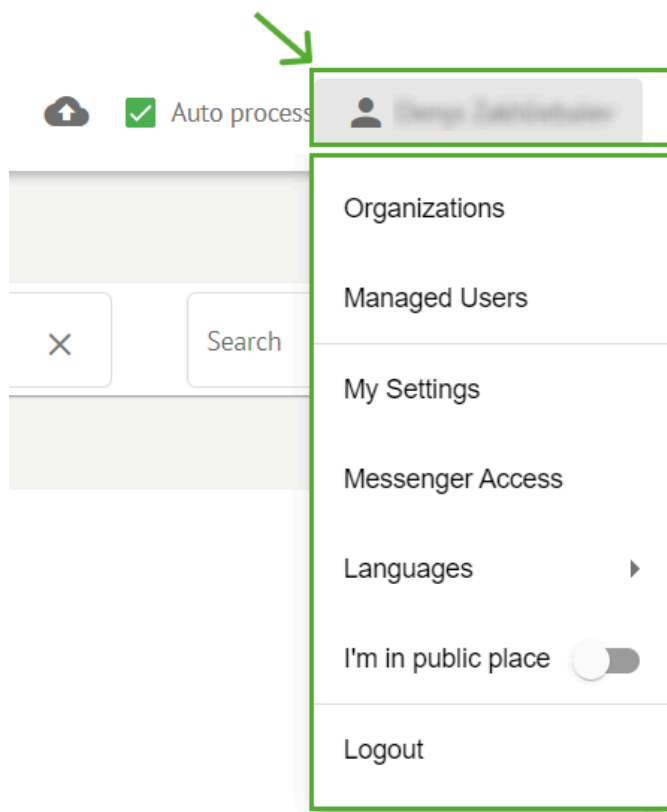 Auto process
Organizations
Managed Users
Search
My Settings
Messenger Access
Languages
I'm in public place
Logout